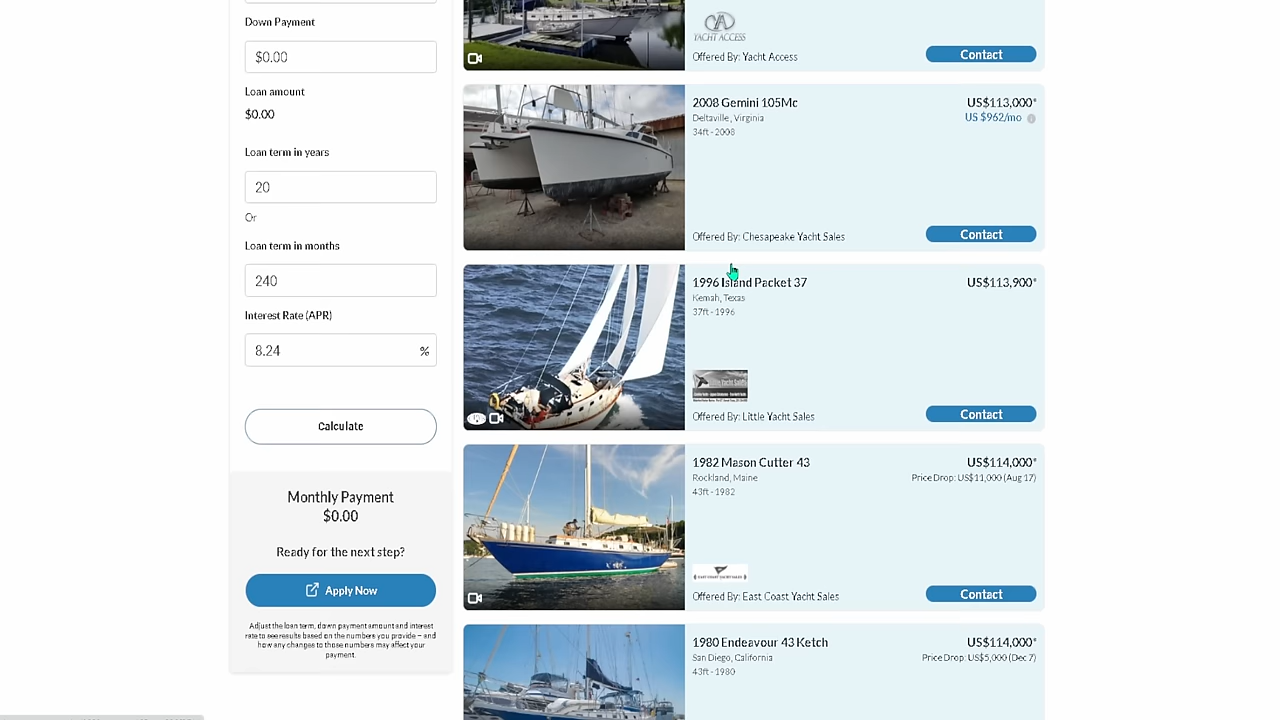 Down Payment
$0.00
Loan amount
$0.00
Loan term in years
20
Or
Loan term in months
240
Interest Rate (APR)
8.24 %
Calculate
Monthly Payment
$0.00
Ready for the next step?
Apply Now
Adjust the loan term, down payment amount and interest
rate to see results based on the numbers you provide – and
how any changes to those numbers may affect your
payment.
YACHT ACCESS
Offered By: Yacht Access
Contact
2008 Gemini 105Mc
US$113,000*
Deltaville, Virginia
US $962/mo
34ft - 2008
Offered By: Chesapeake Yacht Sales
Contact
1996 Island Packet 37
US$113,900*
Kemah, Texas
37ft - 1996
Little Yacht Sales
Offered By: Little Yacht Sales
Contact
1982 Mason Cutter 43
US$114,000*
Rockland, Maine
Price Drop: US$11,000 (Aug 17)
43ft - 1982
EAST COAST YACHT SALES
Offered By: East Coast Yacht Sales
Contact
1980 Endeavour 43 Ketch
US$114,000*
San Diego, California
Price Drop: US$5,000 (Dec 7)
43ft - 1980